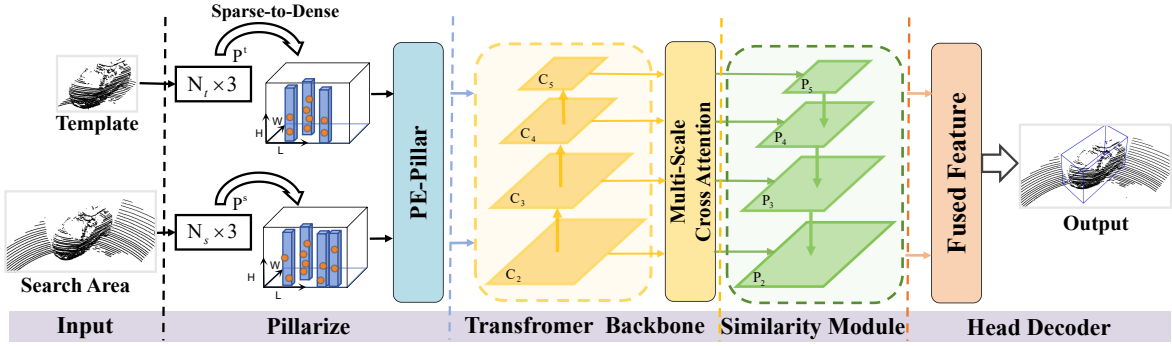 Sparse-to-Dense
P^t
N_t × 3
Template
H
W
L
P^s
N_s × 3
Search Area
H
W
L
PE-Pillar
C_5
C_4
C_3
C_2
Multi-Scale
Cross Attention
P_5
P_4
P_3
P_2
Fused Feature
Output
Input
Pillarize
Transfromer Backbone
Similarity Module
Head Decoder